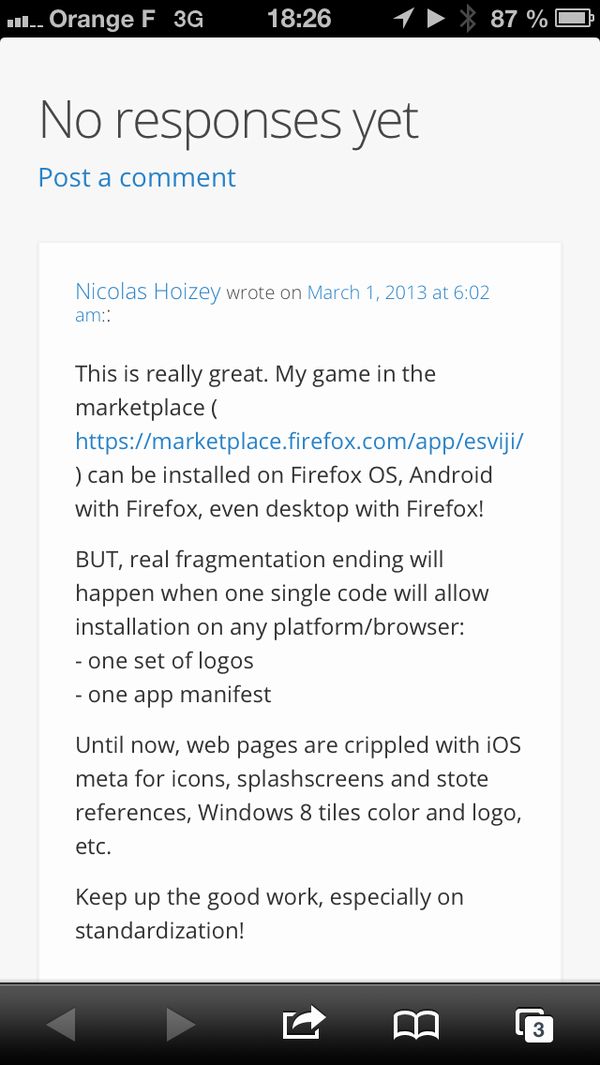 Orange F 3G 18:26 87 %
No responses yet
Post a comment
Nicolas Hoizey wrote on March 1, 2013 at 6:02
am::
This is really great. My game in the
marketplace (
https://marketplace.firefox.com/app/esviji/
) can be installed on Firefox OS, Android
with Firefox, even desktop with Firefox!
BUT, real fragmentation ending will
happen when one single code will allow
installation on any platform/browser:
- one set of logos
- one app manifest
Until now, web pages are crippled with iOS
meta for icons, splashscreens and stote
references, Windows 8 tiles color and logo,
etc.
Keep up the good work, especially on
standardization!
3